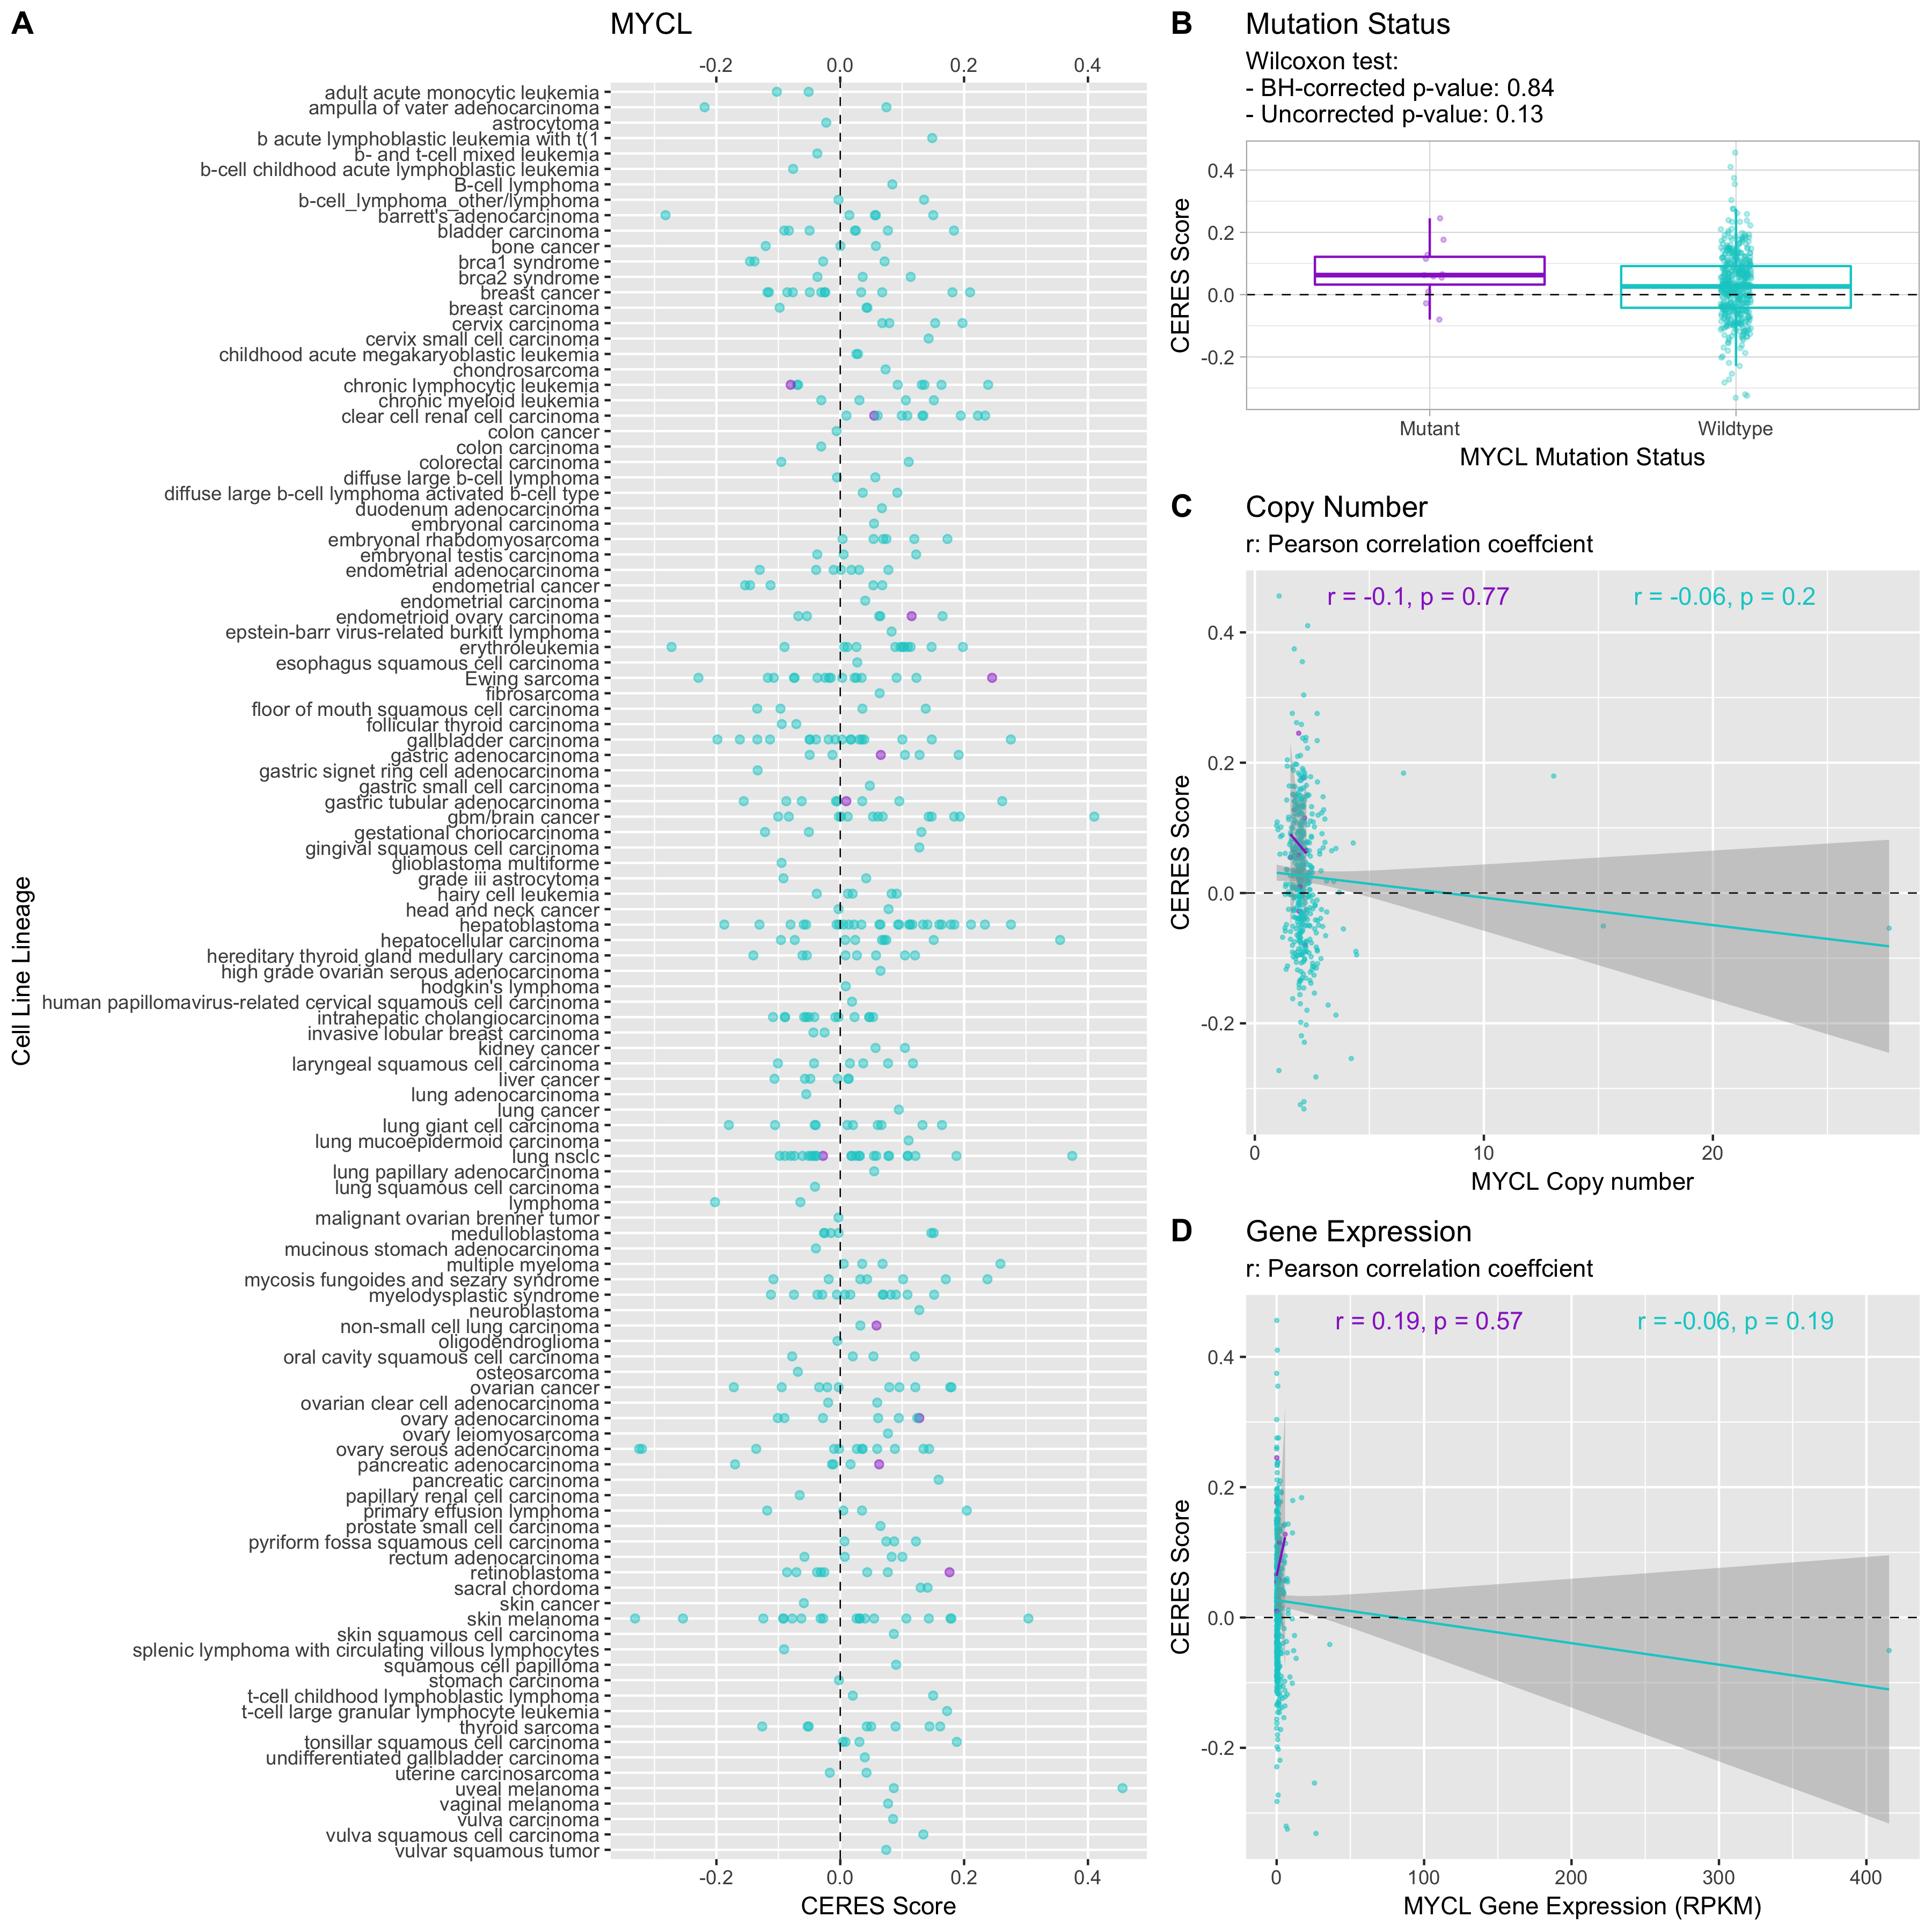 A
MYCL
-0.2 0.0 0.2 0.4
adult acute monocytic leukemia
ampulla of vater adenocarcinoma
astrocytoma
b acute lymphoblastic leukemia with t(1
b- and t-cell mixed leukemia
b-cell childhood acute lymphoblastic leukemia
B-cell lymphoma
b-cell_lymphoma_other/lymphoma
barrett's adenocarcinoma
bladder carcinoma
bone cancer
brca1 syndrome
brca2 syndrome
breast cancer
breast carcinoma
cervix carcinoma
cervix small cell carcinoma
childhood acute megakaryoblastic leukemia
chondrosarcoma
chronic lymphocytic leukemia
chronic myeloid leukemia
clear cell renal cell carcinoma
colon cancer
colon carcinoma
colorectal carcinoma
diffuse large b-cell lymphoma
diffuse large b-cell lymphoma activated b-cell type
duodenum adenocarcinoma
embryonal carcinoma
embryonal rhabdomyosarcoma
embryonal testis carcinoma
endometrial adenocarcinoma
endometrial cancer
endometrial carcinoma
endometrioid ovary carcinoma
epstein-barr virus-related burkitt lymphoma
erythroleukemia
esophagus squamous cell carcinoma
Ewing sarcoma
fibrosarcoma
floor of mouth squamous cell carcinoma
follicular thyroid carcinoma
gallbladder carcinoma
gastric adenocarcinoma
gastric signet ring cell adenocarcinoma
gastric small cell carcinoma
gastric tubular adenocarcinoma
gbm/brain cancer
gestational choriocarcinoma
gingival squamous cell carcinoma
glioblastoma multiforme
grade iii astrocytoma
hairy cell leukemia
head and neck cancer
hepatoblastoma
hepatocellular carcinoma
hereditary thyroid gland medullary carcinoma
high grade ovarian serous adenocarcinoma
hodgkin's lymphoma
human papillomavirus-related cervical squamous cell carcinoma
intrahepatic cholangiocarcinoma
invasive lobular breast carcinoma
kidney cancer
laryngeal squamous cell carcinoma
liver cancer
lung adenocarcinoma
lung cancer
lung giant cell carcinoma
lung mucoepidermoid carcinoma
lung nsclc
lung papillary adenocarcinoma
lung squamous cell carcinoma
lymphoma
malignant ovarian brenner tumor
medulloblastoma
mucinous stomach adenocarcinoma
multiple myeloma
mycosis fungoides and sezary syndrome
myelodysplastic syndrome
neuroblastoma
non-small cell lung carcinoma
oligodendroglioma
oral cavity squamous cell carcinoma
osteosarcoma
ovarian cancer
ovarian clear cell adenocarcinoma
ovary adenocarcinoma
ovary leiomyosarcoma
ovary serous adenocarcinoma
pancreatic adenocarcinoma
pancreatic carcinoma
papillary renal cell carcinoma
primary effusion lymphoma
prostate small cell carcinoma
pyriform fossa squamous cell carcinoma
rectum adenocarcinoma
retinoblastoma
sacral chordoma
skin cancer
skin melanoma
skin squamous cell carcinoma
splenic lymphoma with circulating villous lymphocytes
squamous cell papilloma
stomach carcinoma
t-cell childhood lymphoblastic lymphoma
t-cell large granular lymphocyte leukemia
thyroid sarcoma
tonsillar squamous cell carcinoma
undifferentiated gallbladder carcinoma
uterine carcinosarcoma
uveal melanoma
vaginal melanoma
vulva carcinoma
vulva squamous cell carcinoma
vulvar squamous tumor
-0.2 0.0 0.2 0.4
CERES Score
Cell Line Lineage
B
Mutation Status
Wilcoxon test:
- BH-corrected p-value: 0.84
- Uncorrected p-value: 0.13
0.4
0.2
0.0
-0.2
CERES Score
Mutant Wildtype
MYCL Mutation Status
C
Copy Number
r: Pearson correlation coeffcient
r = -0.1, p = 0.77 r = -0.06, p = 0.2
0.4
0.2
0.0
-0.2
CERES Score
0 10 20
MYCL Copy number
D
Gene Expression
r: Pearson correlation coeffcient
r = 0.19, p = 0.57 r = -0.06, p = 0.19
0.4
0.2
0.0
-0.2
CERES Score
0 100 200 300 400
MYCL Gene Expression (RPKM)